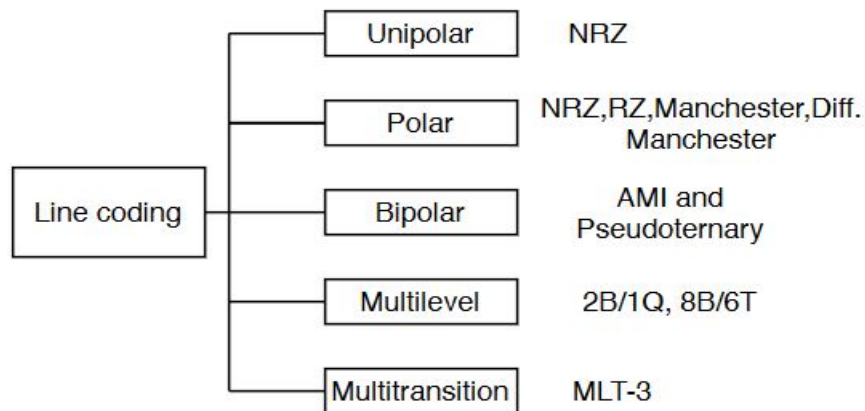 Unipolar NRZ
Polar NRZ,RZ,Manchester,Diff.
Manchester
Line coding
Bipolar AMI and
Pseudoternary
Multilevel 2B/1Q, 8B/6T
Multitransition MLT-3